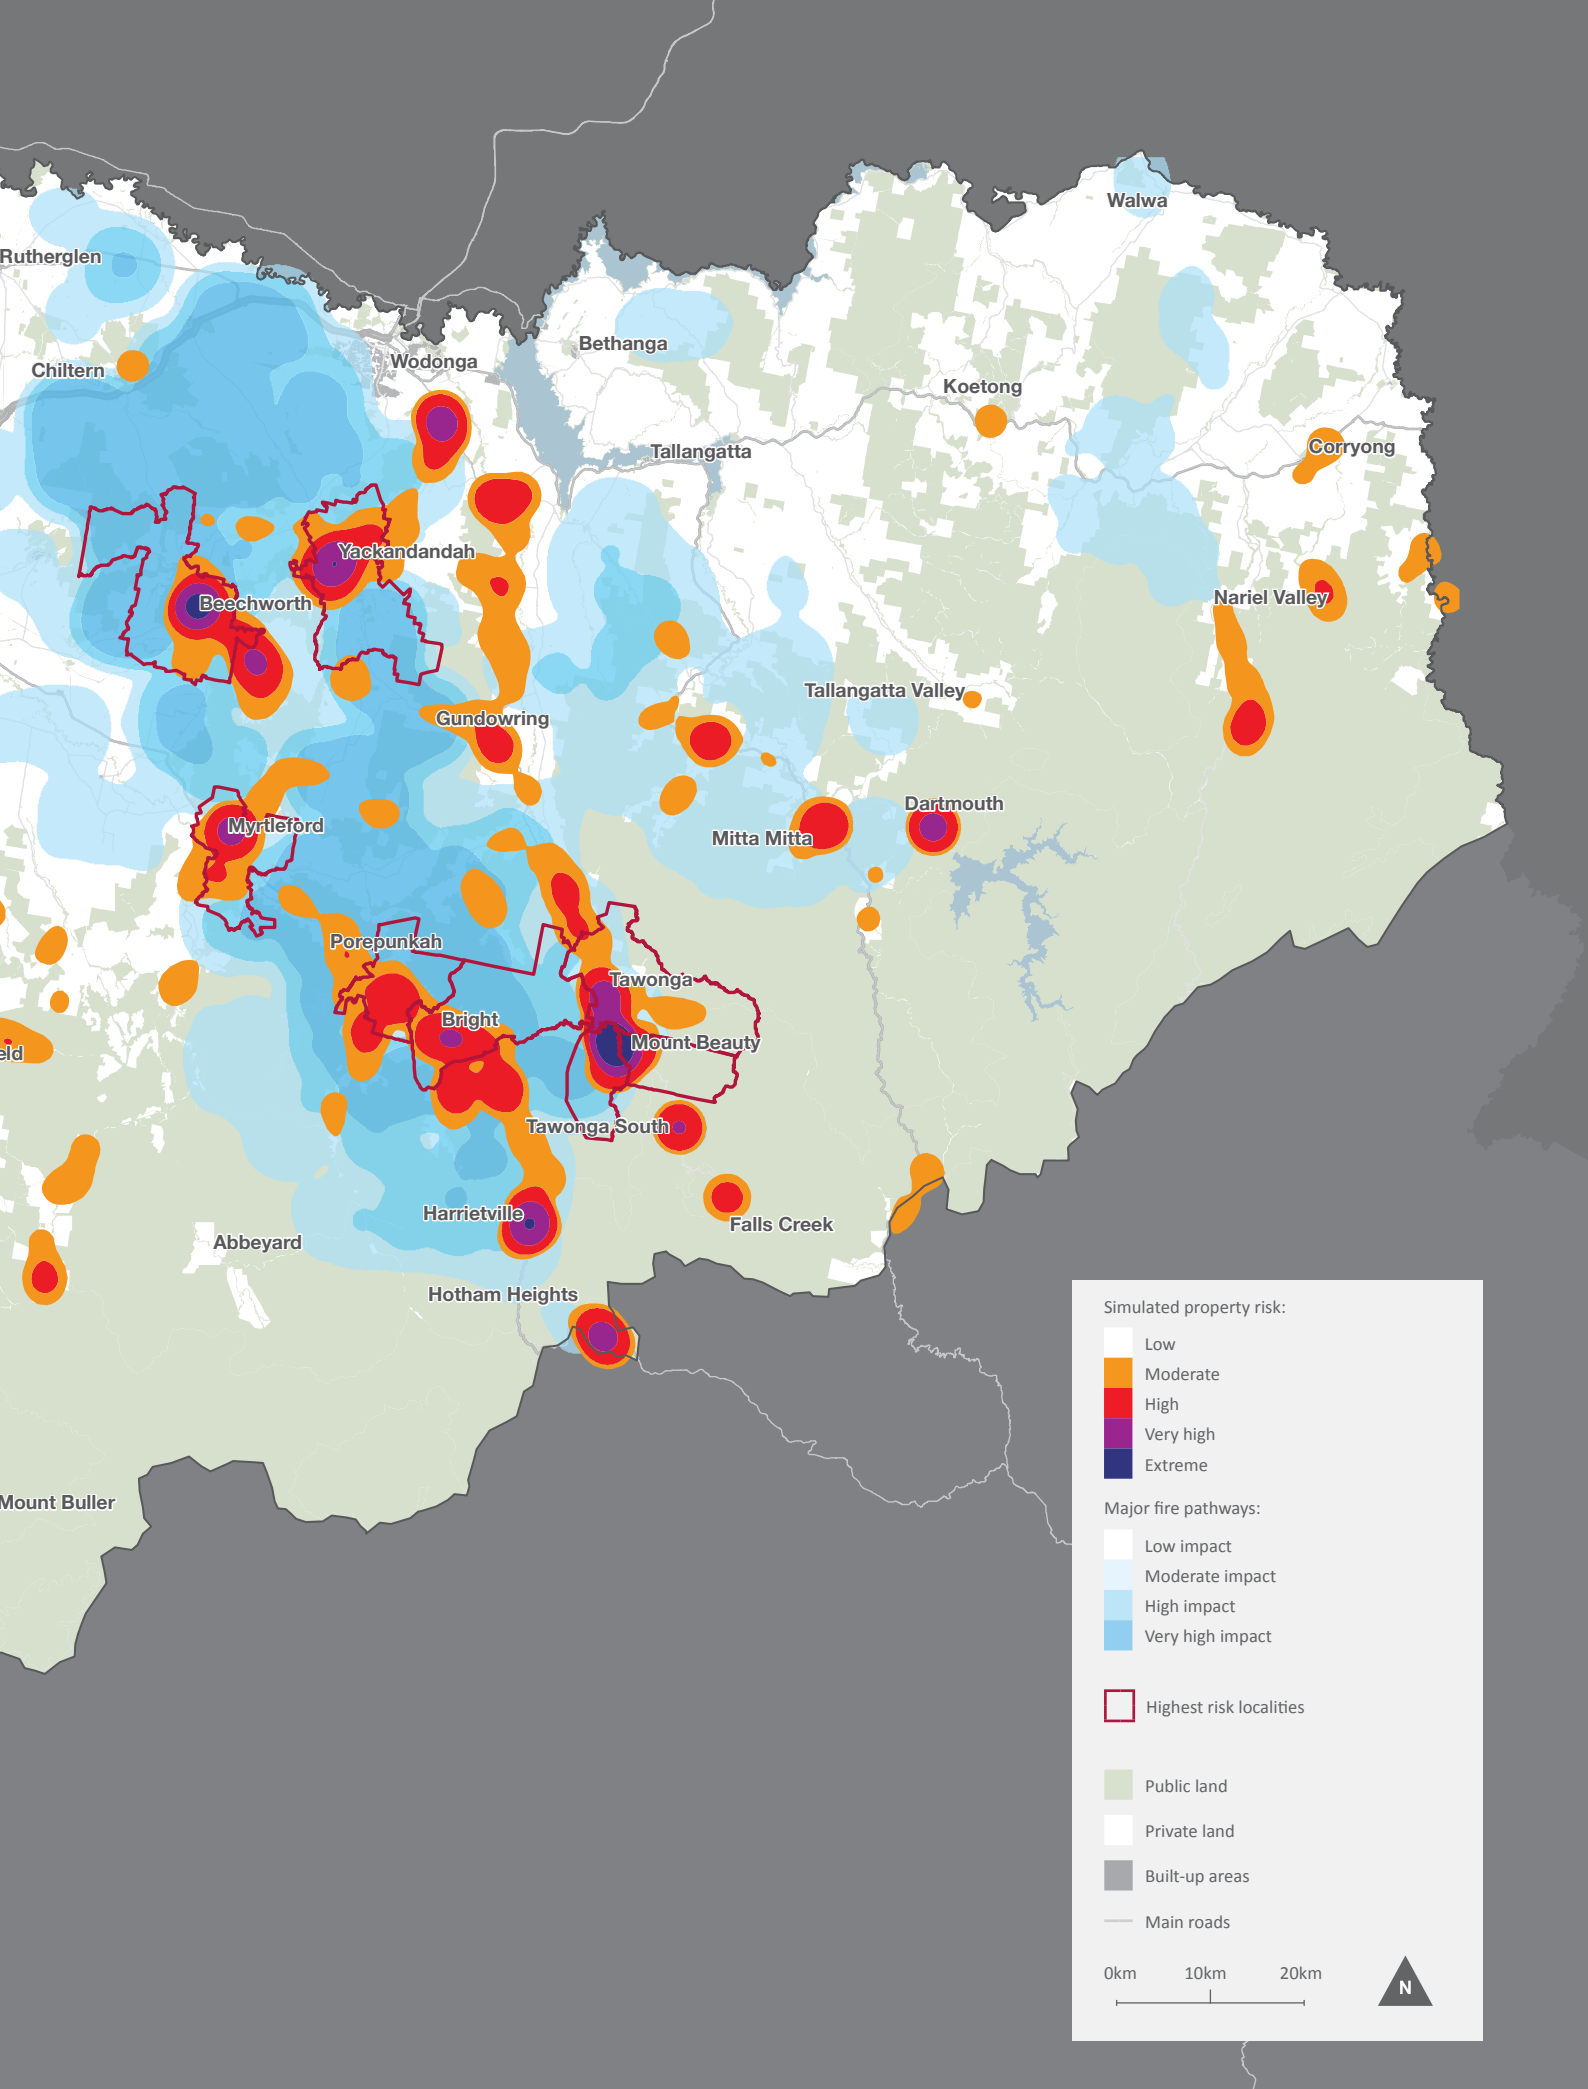 Walwa
Rutherglen
Bethanga
Wodonga
Chiltern
Koetong
Tallangatta
Corryong
Yackandandah
Nariel Valley
Beechworth
Tallangatta Valley
Gundowring
Dartmouth
Myrtleford
Mitta Mitta
Porepunkah
Tawonga
Bright
Mount Beauty
eld
Tawonga South
Harrietville
Falls Creek
Abbeyard
Hotham Heights
Mount Buller
Simulated property risk:
Low
Moderate
High
Very high
Extreme
Major fire pathways:
Low impact
Moderate impact
High impact
Very high impact
Highest risk localities
Public land
Private land
Built-up areas
Main roads
0km 10km 20km
N